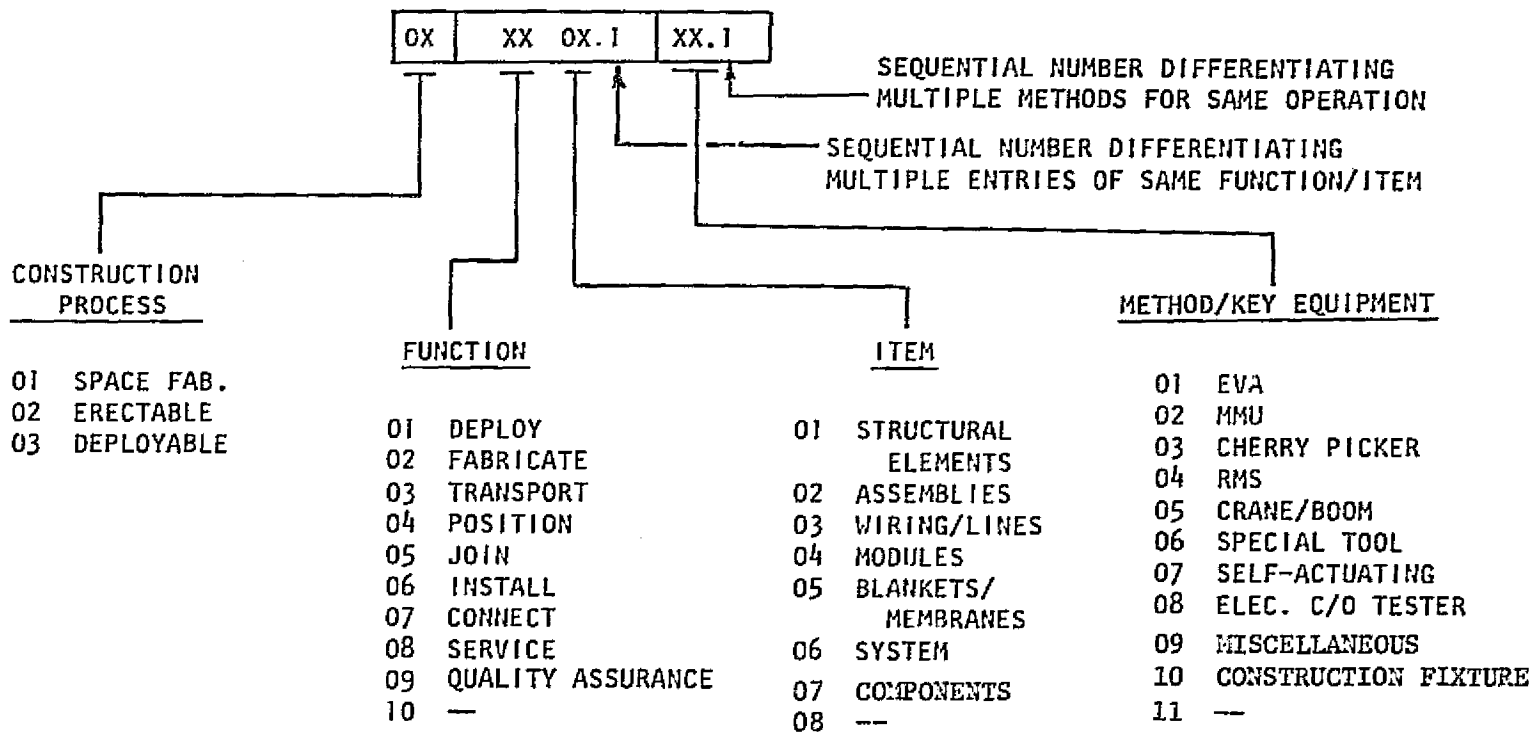 OX XX OX.1 XX.1
SEQUENTIAL NUMBER DIFFERENTIATING
MULTIPLE METHODS FOR SAME OPERATION
SEQUENTIAL NUMBER DIFFERENTIATING
MULTIPLE ENTRIES OF SAME FUNCTION/ITEM
CONSTRUCTION
PROCESS
01 SPACE FAB.
02 ERECTABLE
03 DEPLOYABLE
FUNCTION
01 DEPLOY
02 FABRICATE
03 TRANSPORT
04 POSITION
05 JOIN
06 INSTALL
07 CONNECT
08 SERVICE
09 QUALITY ASSURANCE
10 —
ITEM
01 STRUCTURAL
ELEMENTS
02 ASSEMBLIES
03 WIRING/LINES
04 MODULES
05 BLANKETS/
MEMBRANES
06 SYSTEM
07 COMPONENTS
08 --
METHOD/KEY EQUIPMENT
01 EVA
02 MMU
03 CHERRY PICKER
04 RMS
05 CRANE/BOOM
06 SPECIAL TOOL
07 SELF-ACTUATING
08 ELEC. C/O TESTER
09 MISCELLANEOUS
10 CONSTRUCTION FIXTURE
11 —